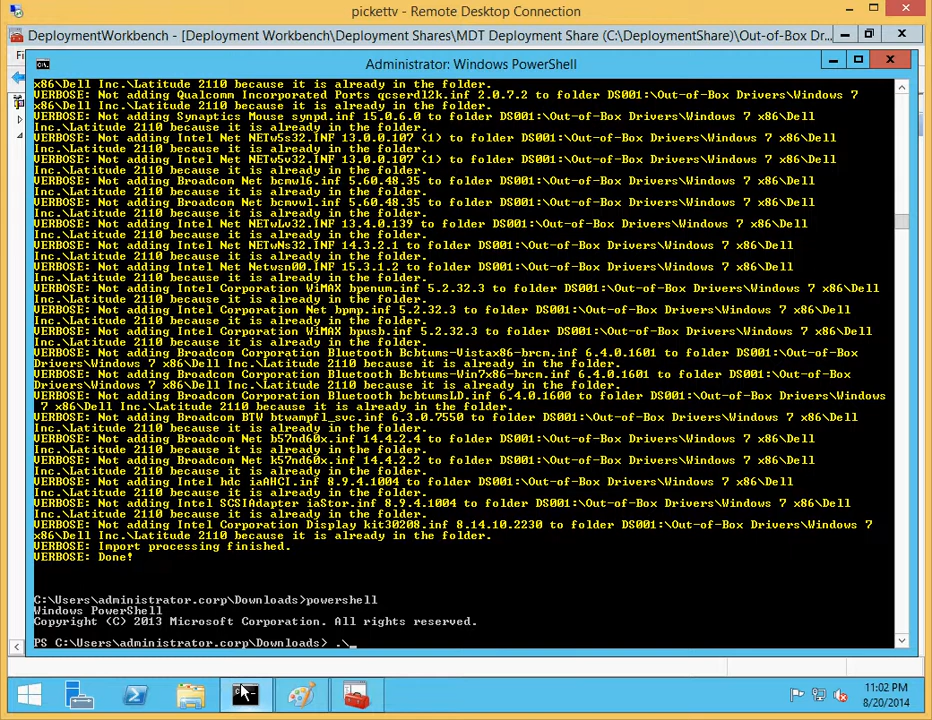 pickettv - Remote Desktop Connection
DeploymentWorkbench - [Deployment Workbench\Deployment Shares\MDT Deployment Share (C:\DeploymentShare)\Out-of-Box Dr...
Fi
Administrator: Windows PowerShell
x86\Dell Inc.\Latitude 2110 because it is already in the folder.
VERBOSE: Not adding Qualcomm Incorporated Ports qcserdl2k.inf 2.0.7.2 to folder DS001:\Out-of-Box Drivers\Windows 7
x86\Dell Inc.\Latitude 2110 because it is already in the folder.
VERBOSE: Not adding Synaptics Mouse synpd.inf 15.0.6.0 to folder DS001:\Out-of-Box Drivers\Windows 7 x86\Dell
Inc.\Latitude 2110 because it is already in the folder.
VERBOSE: Not adding Intel Net NETw5s32.INF 13.0.0.107 (1) to folder DS001:\Out-of-Box Drivers\Windows 7 x86\Dell
Inc.\Latitude 2110 because it is already in the folder.
VERBOSE: Not adding Intel Net NETw5v32.INF 13.0.0.107 (1) to folder DS001:\Out-of-Box Drivers\Windows 7 x86\Dell
Inc.\Latitude 2110 because it is already in the folder.
VERBOSE: Not adding Broadcom Net bcmwl6.inf 5.60.48.35 to folder DS001:\Out-of-Box Drivers\Windows 7 x86\Dell
Inc.\Latitude 2110 because it is already in the folder.
VERBOSE: Not adding Broadcom Net bcmvwl.inf 5.60.48.35 to folder DS001:\Out-of-Box Drivers\Windows 7 x86\Dell
Inc.\Latitude 2110 because it is already in the folder.
VERBOSE: Not adding Intel Net NETwLv32.INF 13.4.0.139 to folder DS001:\Out-of-Box Drivers\Windows 7 x86\Dell
Inc.\Latitude 2110 because it is already in the folder.
VERBOSE: Not adding Intel Net NETwNs32.INF 14.3.2.1 to folder DS001:\Out-of-Box Drivers\Windows 7 x86\Dell
Inc.\Latitude 2110 because it is already in the folder.
VERBOSE: Not adding Intel Net Netwsn00.INF 15.3.1.2 to folder DS001:\Out-of-Box Drivers\Windows 7 x86\Dell
Inc.\Latitude 2110 because it is already in the folder.
VERBOSE: Not adding Intel Corporation WiMAX bpenum.inf 5.2.32.3 to folder DS001:\Out-of-Box Drivers\Windows 7 x86\Dell
Inc.\Latitude 2110 because it is already in the folder.
VERBOSE: Not adding Intel Corporation Net bpmp.inf 5.2.32.3 to folder DS001:\Out-of-Box Drivers\Windows 7 x86\Dell
Inc.\Latitude 2110 because it is already in the folder.
VERBOSE: Not adding Intel Corporation WiMAX bpusb.inf 5.2.32.3 to folder DS001:\Out-of-Box Drivers\Windows 7 x86\Dell
Inc.\Latitude 2110 because it is already in the folder.
VERBOSE: Not adding Broadcom Corporation Bluetooth Bcbtums-Vistax86-brcm.inf 6.4.0.1601 to folder DS001:\Out-of-Box
Drivers\Windows 7 x86\Dell Inc.\Latitude 2110 because it is already in the folder.
VERBOSE: Not adding Broadcom Corporation Bluetooth Bcbtums-Win7x86-brcm.inf 6.4.0.1601 to folder DS001:\Out-of-Box
Drivers\Windows 7 x86\Dell Inc.\Latitude 2110 because it is already in the folder.
VERBOSE: Not adding Broadcom Corporation Bluetooth bcbtumsLD.inf 6.4.0.1600 to folder DS001:\Out-of-Box Drivers\Windows
7 x86\Dell Inc.\Latitude 2110 because it is already in the folder.
VERBOSE: Not adding Broadcom BTW btwampfl_svc.inf 6.3.0.7550 to folder DS001:\Out-of-Box Drivers\Windows 7 x86\Dell
Inc.\Latitude 2110 because it is already in the folder.
VERBOSE: Not adding Broadcom Net b57nd60x.inf 14.4.2.4 to folder DS001:\Out-of-Box Drivers\Windows 7 x86\Dell
Inc.\Latitude 2110 because it is already in the folder.
VERBOSE: Not adding Broadcom Net k57nd60x.inf 14.4.2.2 to folder DS001:\Out-of-Box Drivers\Windows 7 x86\Dell
Inc.\Latitude 2110 because it is already in the folder.
VERBOSE: Not adding Intel hdc iaAHCI.inf 8.9.4.1004 to folder DS001:\Out-of-Box Drivers\Windows 7 x86\Dell
Inc.\Latitude 2110 because it is already in the folder.
VERBOSE: Not adding Intel SCSIAdapter iaStor.inf 8.9.4.1004 to folder DS001:\Out-of-Box Drivers\Windows 7 x86\Dell
Inc.\Latitude 2110 because it is already in the folder.
VERBOSE: Not adding Intel Corporation Display kit30208.inf 8.14.10.2230 to folder DS001:\Out-of-Box Drivers\Windows 7
x86\Dell Inc.\Latitude 2110 because it is already in the folder.
VERBOSE: Import processing finished.
VERBOSE: Done!
C:\Users\administrator.corp\Downloads>powershell
Windows PowerShell
Copyright (C) 2013 Microsoft Corporation. All rights reserved.
PS C:\Users\administrator.corp\Downloads> .\_
11:02 PM
8/20/2014